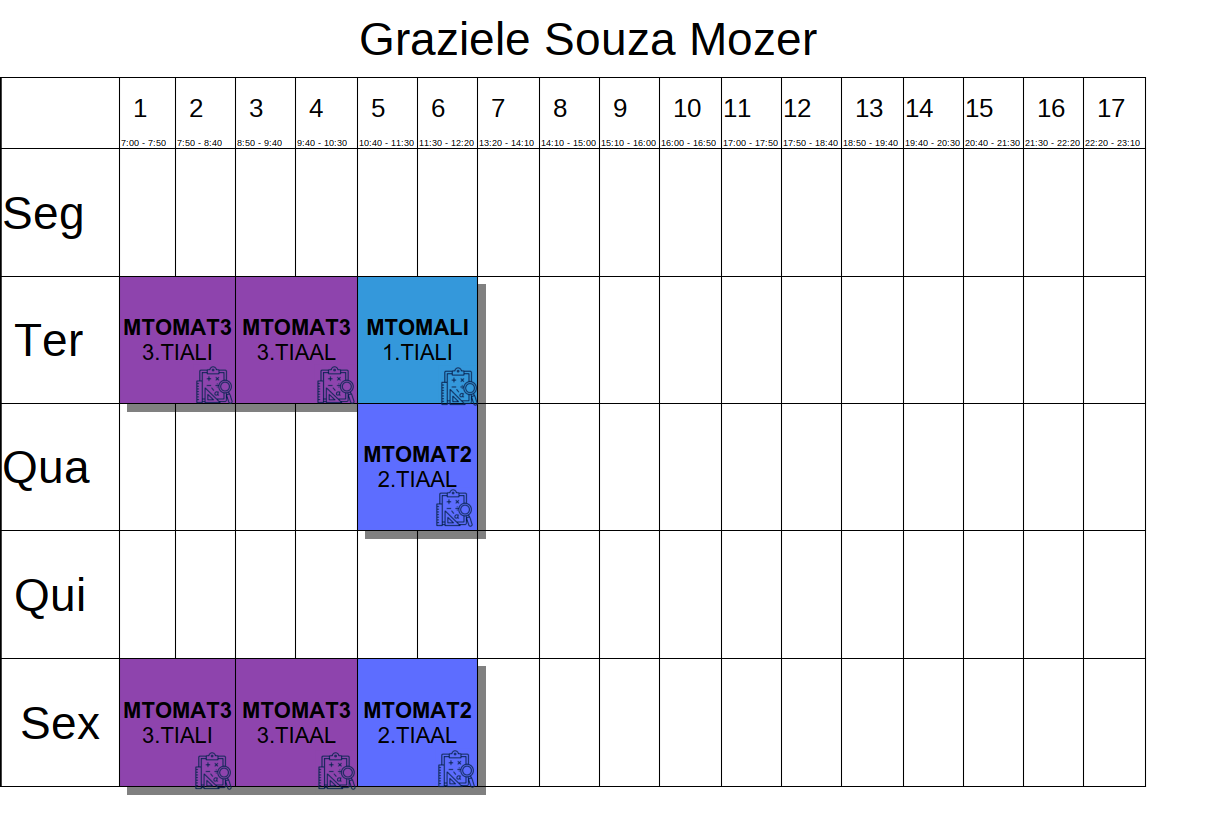 Graziele Souza Mozer
1 2 3 4 5 6 7 8 9 10 11 12 13 14 15 16 17
7:00 - 7:50 7:50 - 8:40 8:50 - 9:40 9:40 - 10:30 10:40 - 11:30 11:30 - 12:20 13:20 - 14:10 14:10 - 15:00 15:10 - 16:00 16:00 - 16:50 17:00 - 17:50 17:50 - 18:40 18:50 - 19:40 19:40 - 20:30 20:40 - 21:30 21:30 - 22:20 22:20 - 23:10
Seg
Ter
MTOMAT3 MTOMAT3 MTOMALI
3.TIALI 3.TIAAL 1.TIALI
Qua
MTOMAT2
2.TIAAL
Qui
Sex
MTOMAT3 MTOMAT3 MTOMAT2
3.TIALI 3.TIAAL 2.TIAAL